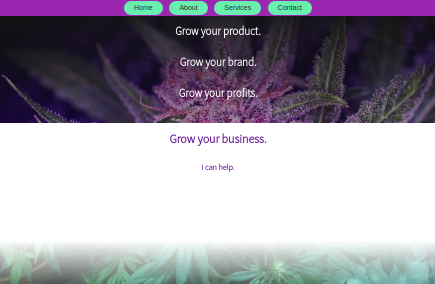 Home About Services Contact
Grow your product.
Grow your brand.
Grow your profits.
Grow your business.
I can help.